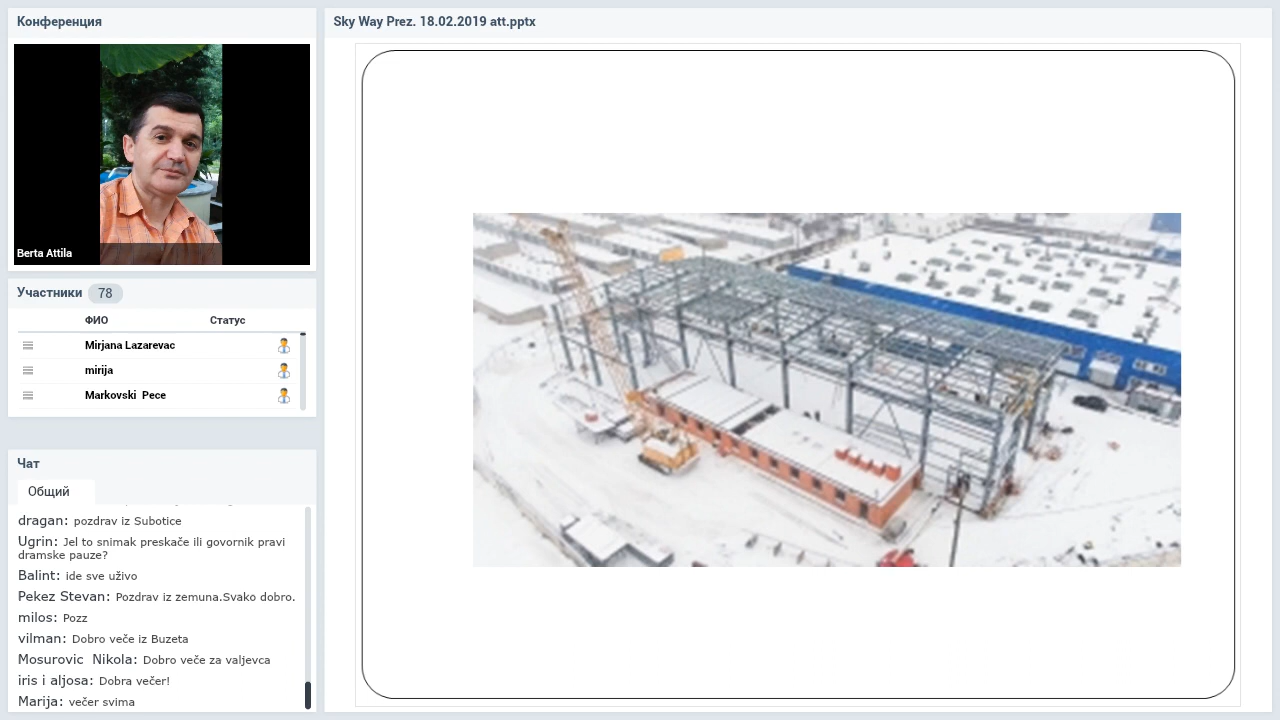 Конференция
Berta Attila
Участники 78
ФИО Статус
Mirjana Lazarevac
mirija
Markovski Pece
Чат
Общий
dragan: pozdrav iz Subotice
Ugrin: Jel to snimak preskače ili govornik pravi
dramske pauze?
Balint: ide sve uživo
Pekez Stevan: Pozdrav iz zemuna.Svako dobro.
milos: Pozz
vilman: Dobro veče iz Buzeta
Mosurovic Nikola: Dobro veče za valjevca
iris i aljosa: Dobra večer!
Marija: večer svima
Sky Way Prez. 18.02.2019 att.pptx